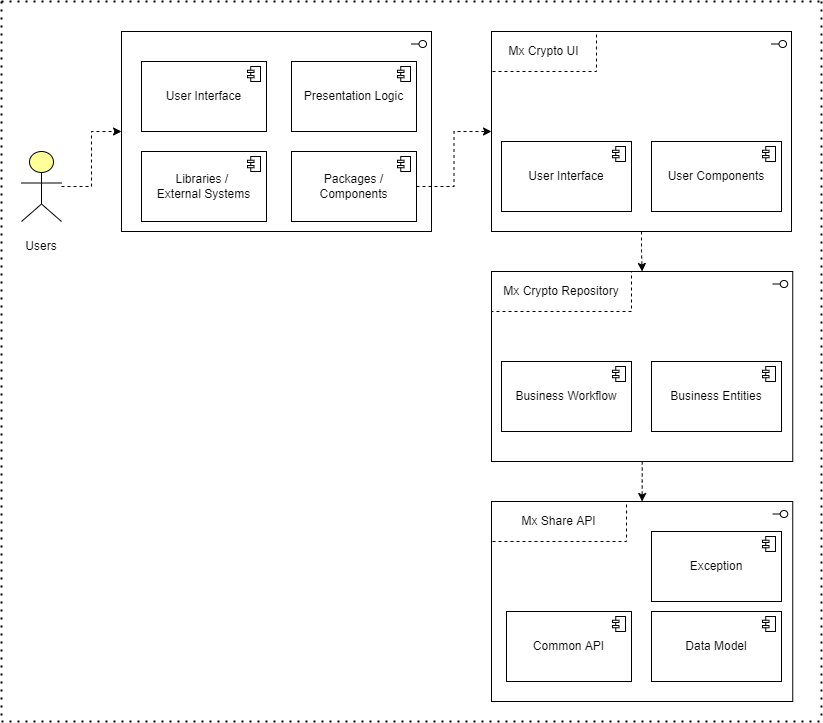 User Interface
Presentation Logic
Libraries /
External Systems
Packages /
Components
Users
Mx Crypto UI
User Interface
User Components
Mx Crypto Repository
Business Workflow
Business Entities
Mx Share API
Exception
Common API
Data Model